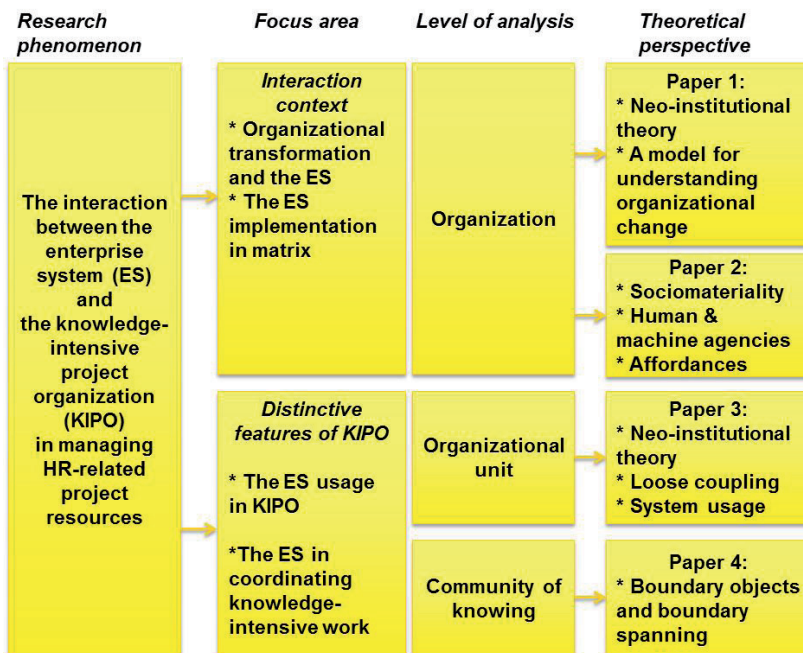 Research
phenomenon
Focus area
Level of analysis
Theoretical
perspective
The interaction
between the
enterprise
system (ES)
and
the knowledge-
intensive
project
organization
(KIPO)
in managing
HR-related
project
resources
Interaction
context
* Organizational
transformation
and the ES
* The ES
implementation
in matrix
Organization
Paper 1:
* Neo-institutional
theory
* A model for
understanding
organizational
change
Paper 2:
* Sociomateriality
* Human &
machine agencies
* Affordances
Distinctive
features of KIPO
* The ES usage
in KIPO
*The ES in
coordinating
knowledge-
intensive work
Organizational
unit
Paper 3:
* Neo-institutional
theory
* Loose coupling
* System usage
Community of
knowing
Paper 4:
* Boundary objects
and boundary
spanning